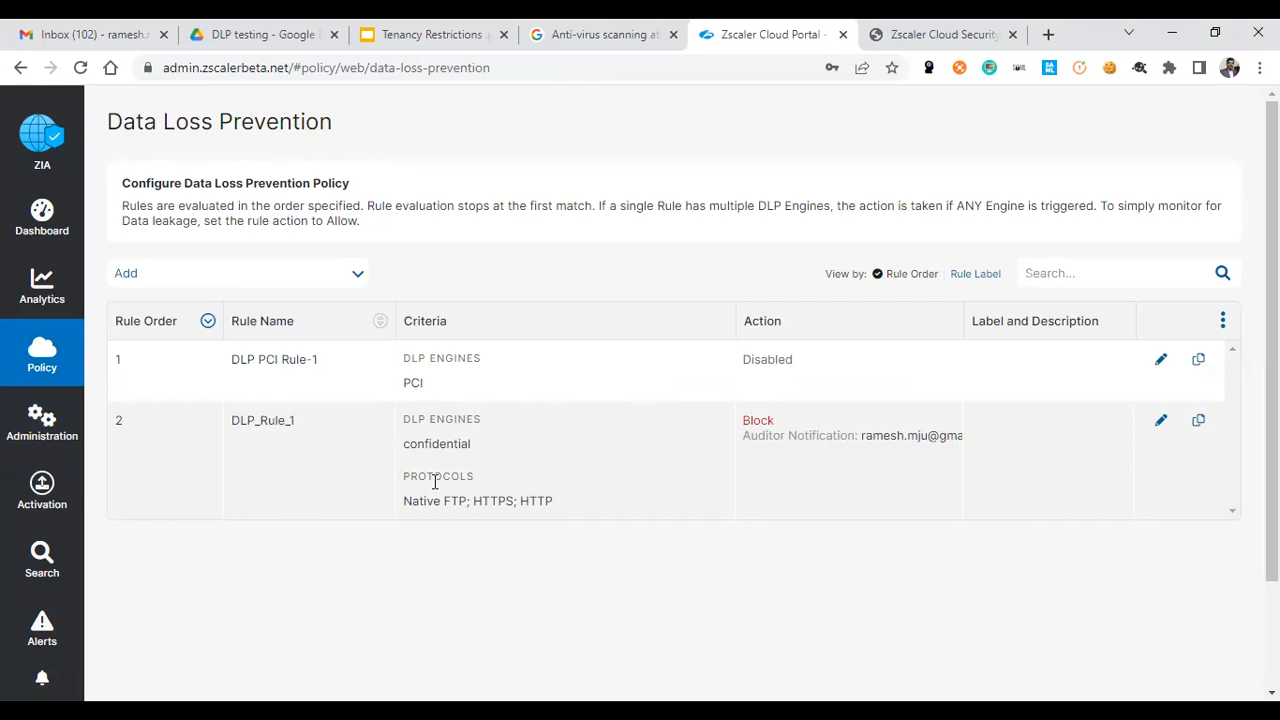 Inbox (102) - ramesh.r
DLP testing - Google
Tenancy Restrictions
Anti-virus scanning a
Zscaler Cloud Portal -
Zscaler Cloud Security
admin.zscalerbeta.net/#policy/web/data-loss-prevention
ZIA
Dashboard
Analytics
Policy
Administration
Activation
Search
Alerts
Data Loss Prevention
Configure Data Loss Prevention Policy
Rules are evaluated in the order specified. Rule evaluation stops at the first match. If a single Rule has multiple DLP Engines, the action is taken if ANY Engine is triggered. To simply monitor for
Data leakage, set the rule action to Allow.
Add
View by: Rule Order Rule Label Search...
Rule Order Rule Name Criteria Action Label and Description
1 DLP PCI Rule-1 DLP ENGINES Disabled
PCI
2 DLP_Rule_1 DLP ENGINES Block
Auditor Notification: ramesh.mju@gma
confidential
PROTOCOLS
Native FTP; HTTPS; HTTP